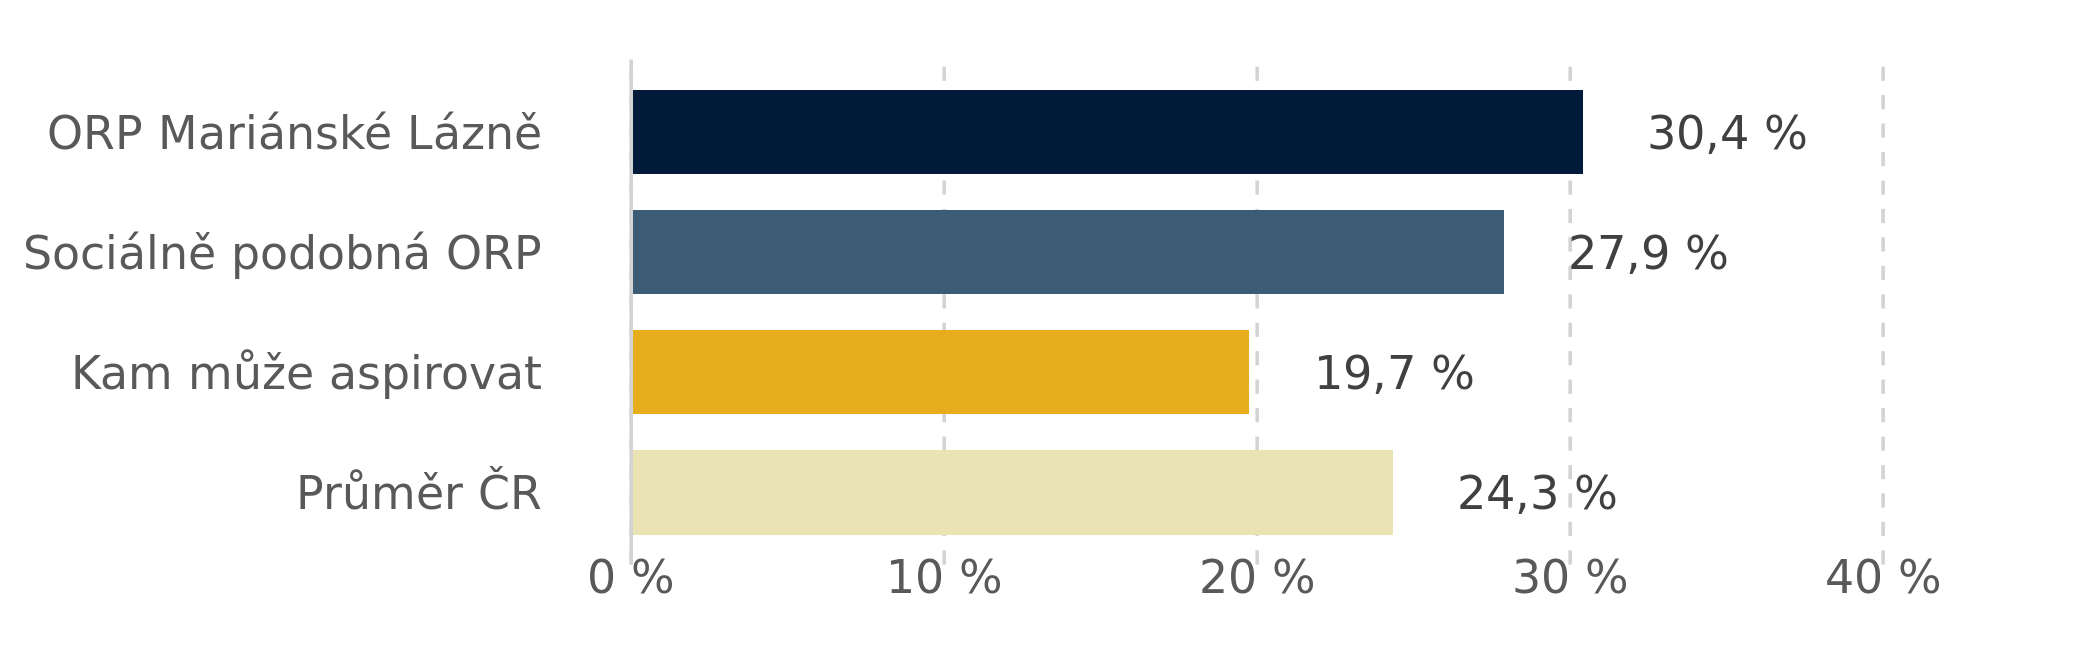 ORP Mariánské Lázně 30,4 %
Sociálně podobná ORP 27,9 %
Kam může aspirovat 19,7 %
Průměr ČR 24,3 %
0 % 10 % 20 % 30 % 40 %